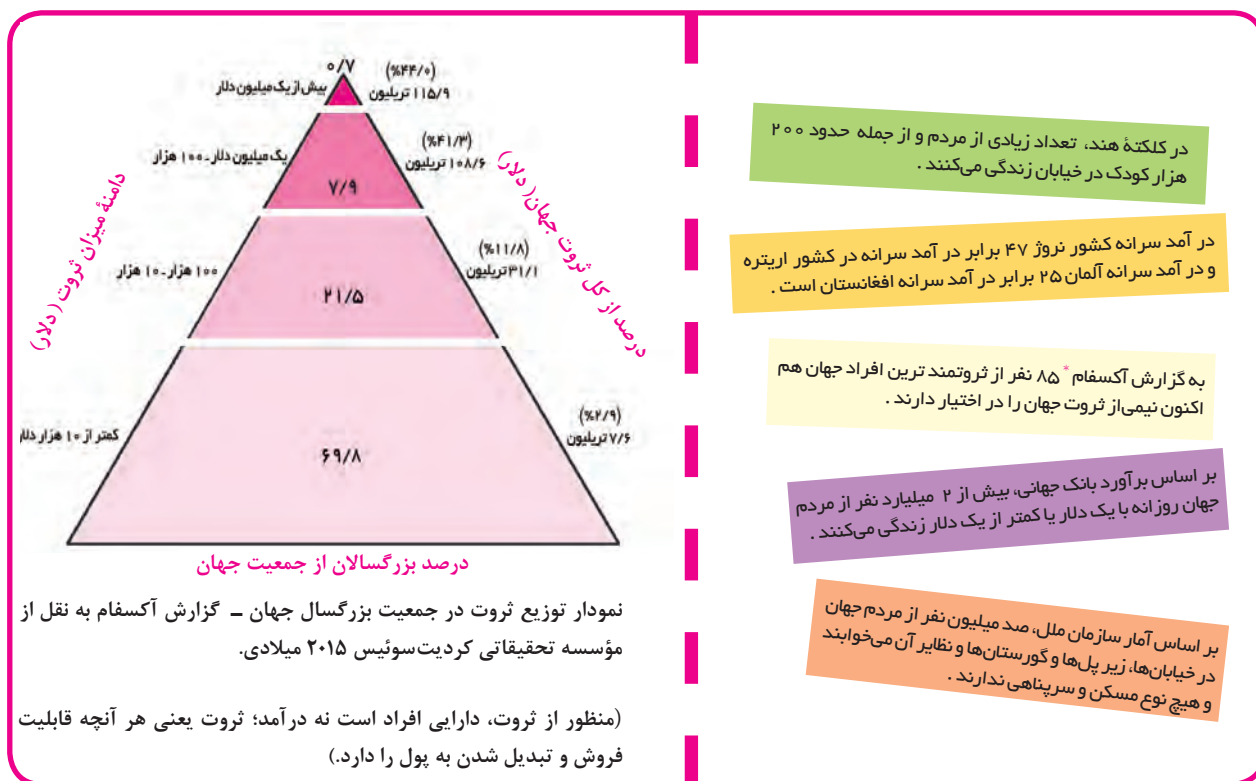 در کلکتهٔ هند، تعداد زیادی از مردم و از جمله حدود ۲۰۰
هزار کودک در خیابان زندگی می‌کنند .
در آمد سرانه کشور نروژ ۴۷ برابر در آمد سرانه در کشور اریتره
و در آمد سرانه آلمان ۲۵ برابر در آمد سرانه افغانستان است .
به گزارش آکسفام* ۸۵ نفر از ثروتمند ترین افراد جهان هم
اکنون نیمی‌از ثروت جهان را در اختیار دارند .
بر اساس برآورد بانک جهانی، بیش از ۲ میلیارد نفر از مردم
جهان روزانه با یک دلار یا کمتر از یک دلار زندگی می‌کنند .
بر اساس آمار سازمان ملل، صد میلیون نفر از مردم جهان
در خیابان‌ها، زیر پل‌ها و گورستان‌ها و نظایر آن می‌خوابند
و هیچ نوع مسکن و سرپناهی ندارند .
درصد از کل ثروت جهان( دلار)
دامنهٔ میزان ثروت ( دلار)
۰/۷
(%۴۴/۰)
۱۱۵/۹ تریلیون
بیش از یک میلیون دلار
(%۴۱/۳)
۱۰۸/۶ تریلیون
۷/۹
یک میلیون دلار - ۱۰۰ هزار
(%۱۱/۸)
۳۱/۱ تریلیون
۲۱/۵
۱۰۰ هزار - ۱۰ هزار
(%۲/۹)
۷/۶ تریلیون
۶۹/۸
کمتر از ۱۰ هزار دلار
درصد بزرگسالان از جمعیت جهان
نمودار توزیع ثروت در جمعیت بزرگسال جهان – گزارش آکسفام به نقل از
مؤسسه تحقیقاتی کردیت‌سوئیس ۲۰۱۵ میلادی.
(منظور از ثروت، دارایی افراد است نه درآمد؛ ثروت یعنی هر آنچه قابلیت
فروش و تبدیل شدن به پول را دارد.)